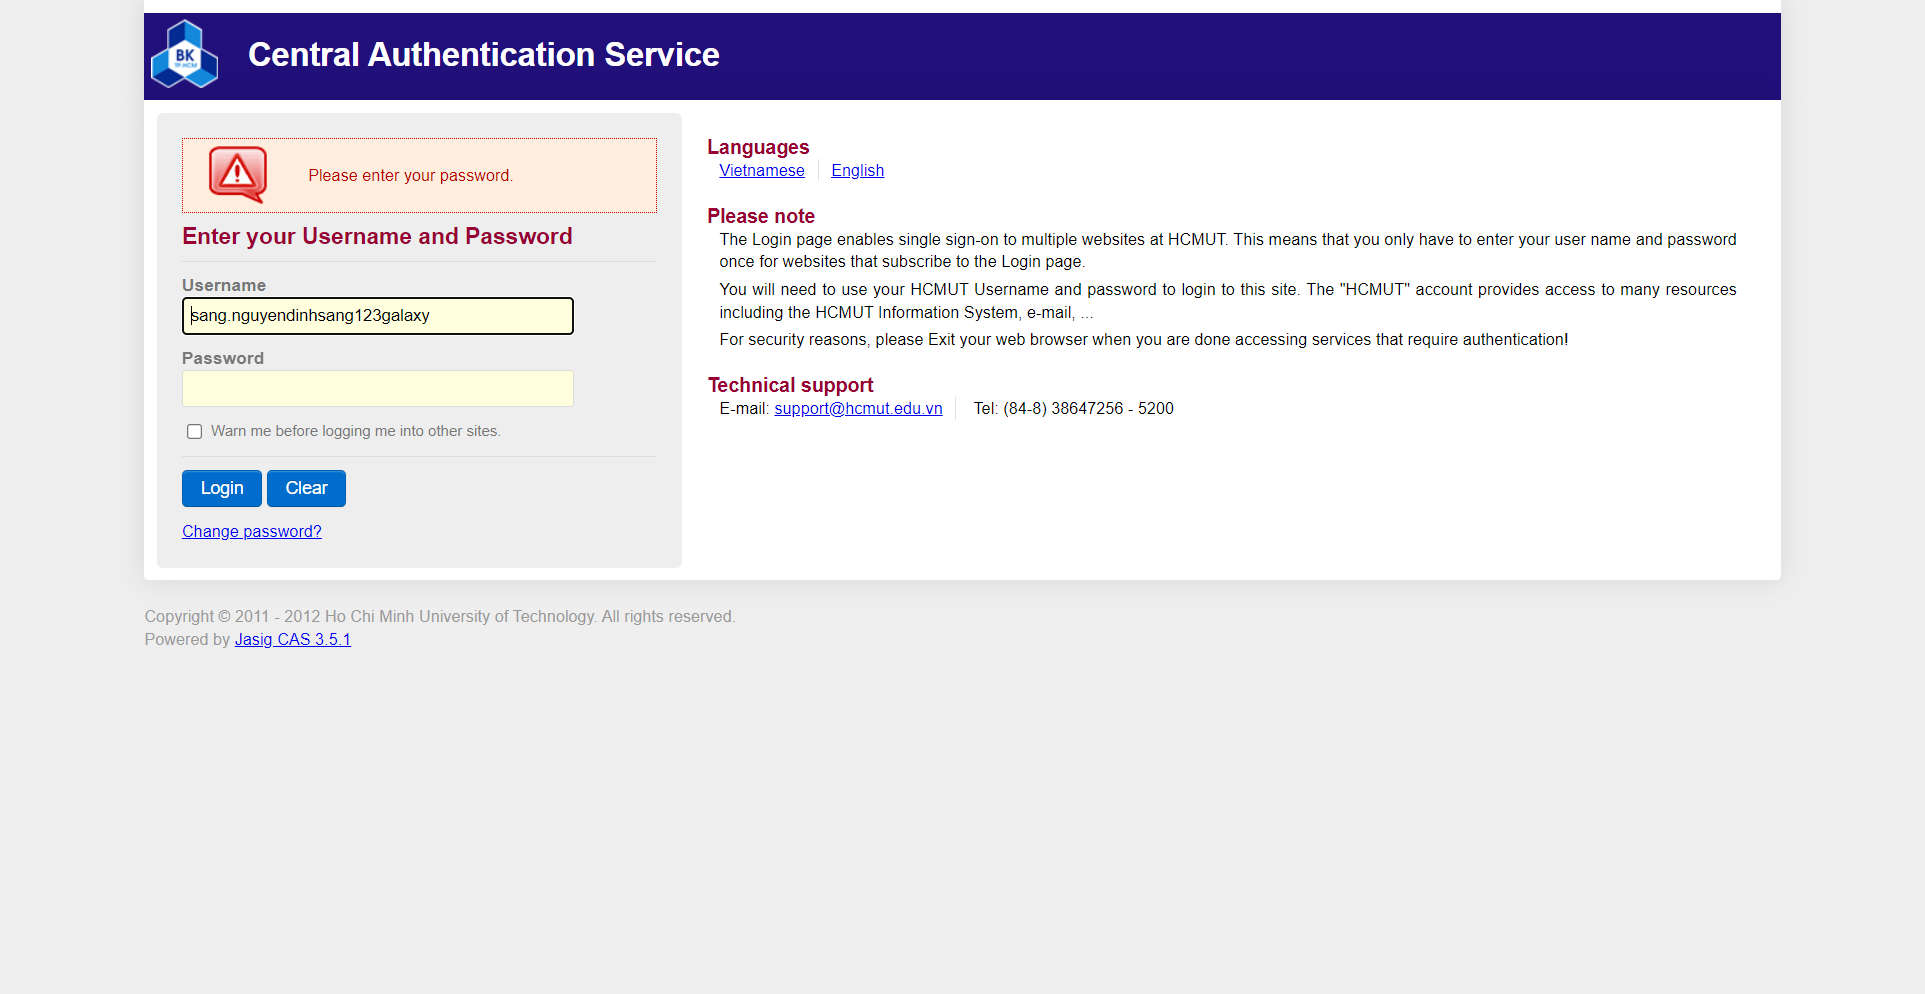 BK
TP.HCM
Central Authentication Service
Please enter your password.
Enter your Username and Password
Username
sang.nguyendinhsang123galaxy
Password
Warn me before logging me into other sites.
Login Clear
Change password?
Languages
Vietnamese English
Please note
The Login page enables single sign-on to multiple websites at HCMUT. This means that you only have to enter your user name and password
once for websites that subscribe to the Login page.
You will need to use your HCMUT Username and password to login to this site. The "HCMUT" account provides access to many resources
including the HCMUT Information System, e-mail, ...
For security reasons, please Exit your web browser when you are done accessing services that require authentication!
Technical support
E-mail: support@hcmut.edu.vn Tel: (84-8) 38647256 - 5200
Copyright © 2011 - 2012 Ho Chi Minh University of Technology. All rights reserved.
Powered by Jasig CAS 3.5.1